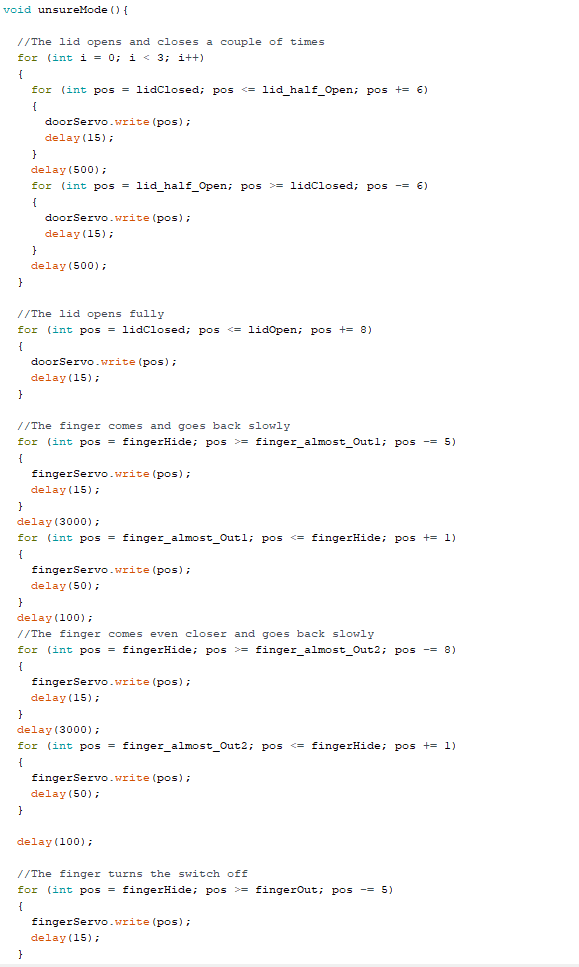 void unsureMode(){

  //The lid opens and closes a couple of times
  for (int i = 0; i < 3; i++)
  {
    for (int pos = lidClosed; pos <= lid_half_Open; pos += 6)
    {
      doorServo.write(pos);
      delay(15);
    }
    delay(500);
    for (int pos = lid_half_Open; pos >= lidClosed; pos -= 6)
    {
      doorServo.write(pos);
      delay(15);
    }
    delay(500);
  }

  //The lid opens fully
  for (int pos = lidClosed; pos <= lidOpen; pos += 8)
  {
    doorServo.write(pos);
    delay(15);
  }

  //The finger comes and goes back slowly
  for (int pos = fingerHide; pos >= finger_almost_Out1; pos -= 5)
  {
    fingerServo.write(pos);
    delay(15);
  }
  delay(3000);
  for (int pos = finger_almost_Out1; pos <= fingerHide; pos += 1)
  {
    fingerServo.write(pos);
    delay(50);
  }
  delay(100);
  //The finger comes even closer and goes back slowly
  for (int pos = fingerHide; pos >= finger_almost_Out2; pos -= 8)
  {
    fingerServo.write(pos);
    delay(15);
  }
  delay(3000);
  for (int pos = finger_almost_Out2; pos <= fingerHide; pos += 1)
  {
    fingerServo.write(pos);
    delay(50);
  }

  delay(100);

  //The finger turns the switch off
  for (int pos = fingerHide; pos >= fingerOut; pos -= 5)
  {
    fingerServo.write(pos);
    delay(15);
  }